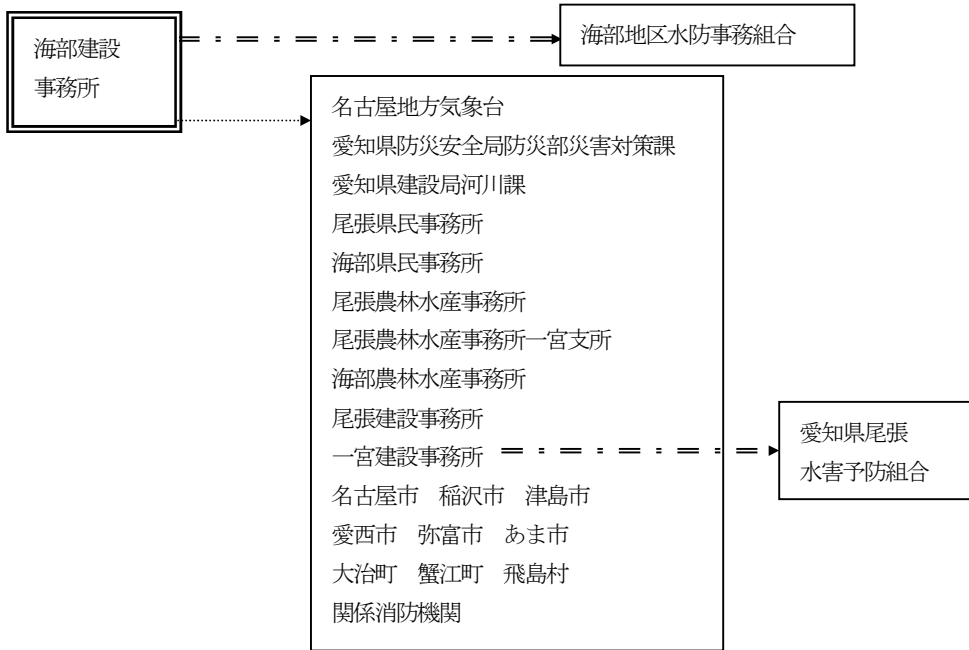 海部建設
事務所
海部地区水防事務組合
名古屋地方気象台
愛知県防災安全局防災部災害対策課
愛知県建設局河川課
尾張県民事務所
海部県民事務所
尾張農林水産事務所
尾張農林水産事務所一宮支所
海部農林水産事務所
尾張建設事務所
一宮建設事務所
名古屋市　稲沢市　津島市
愛西市　弥富市　あま市
大治町　蟹江町　飛島村
関係消防機関
愛知県尾張
水害予防組合